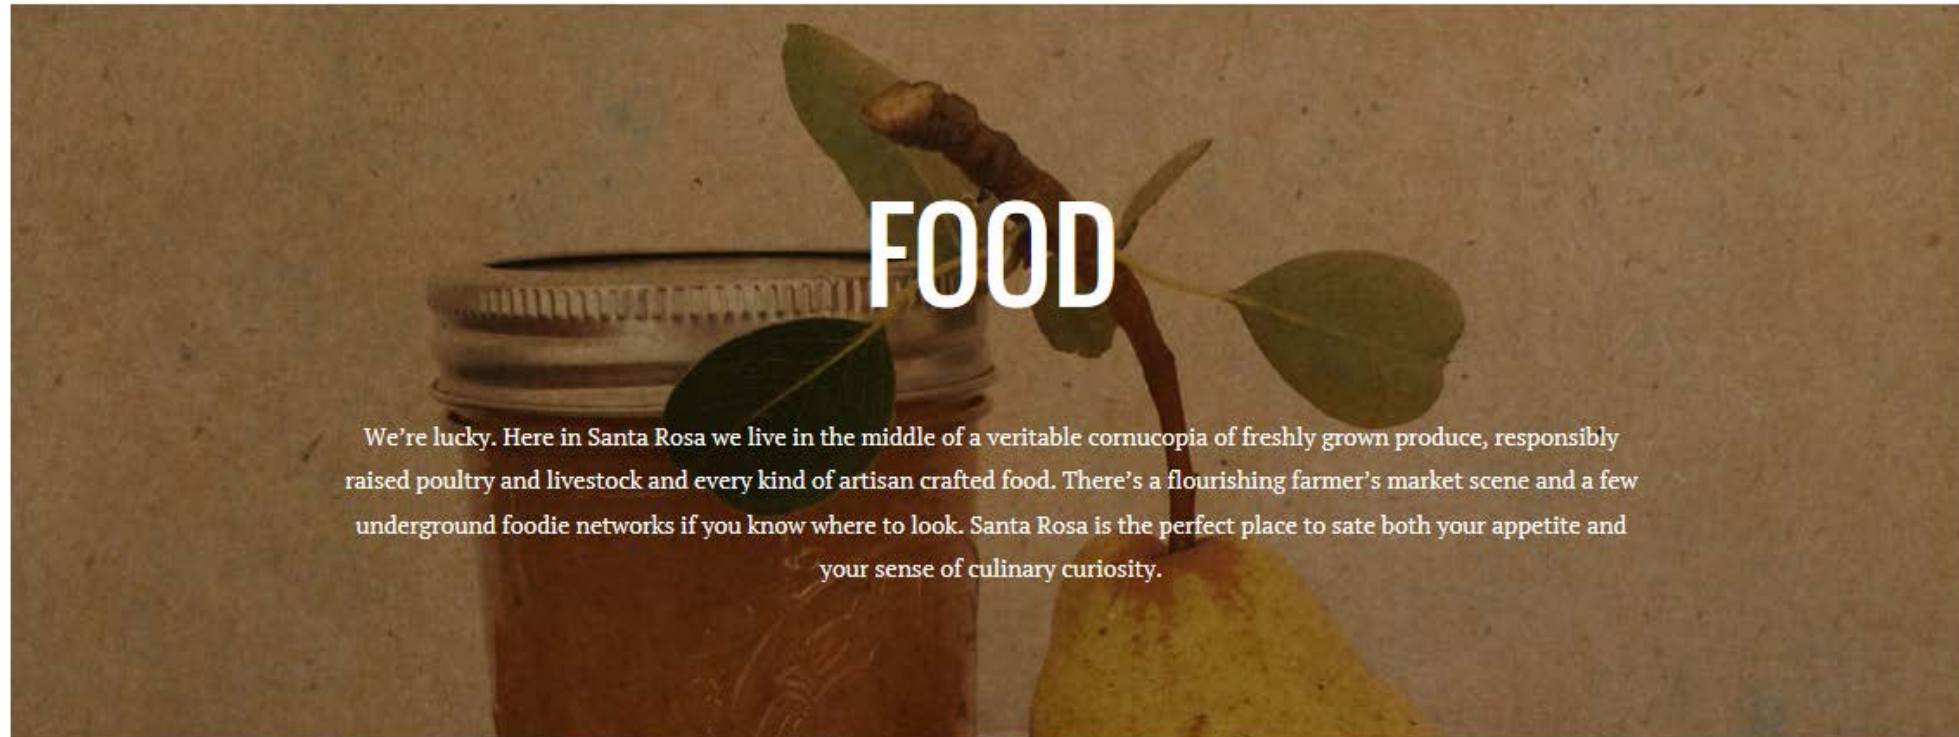 FOOD
We’re lucky. Here in Santa Rosa we live in the middle of a veritable cornucopia of freshly grown produce, responsibly
raised poultry and livestock and every kind of artisan crafted food. There’s a flourishing farmer’s market scene and a few
underground foodie networks if you know where to look. Santa Rosa is the perfect place to sate both your appetite and
your sense of culinary curiosity.